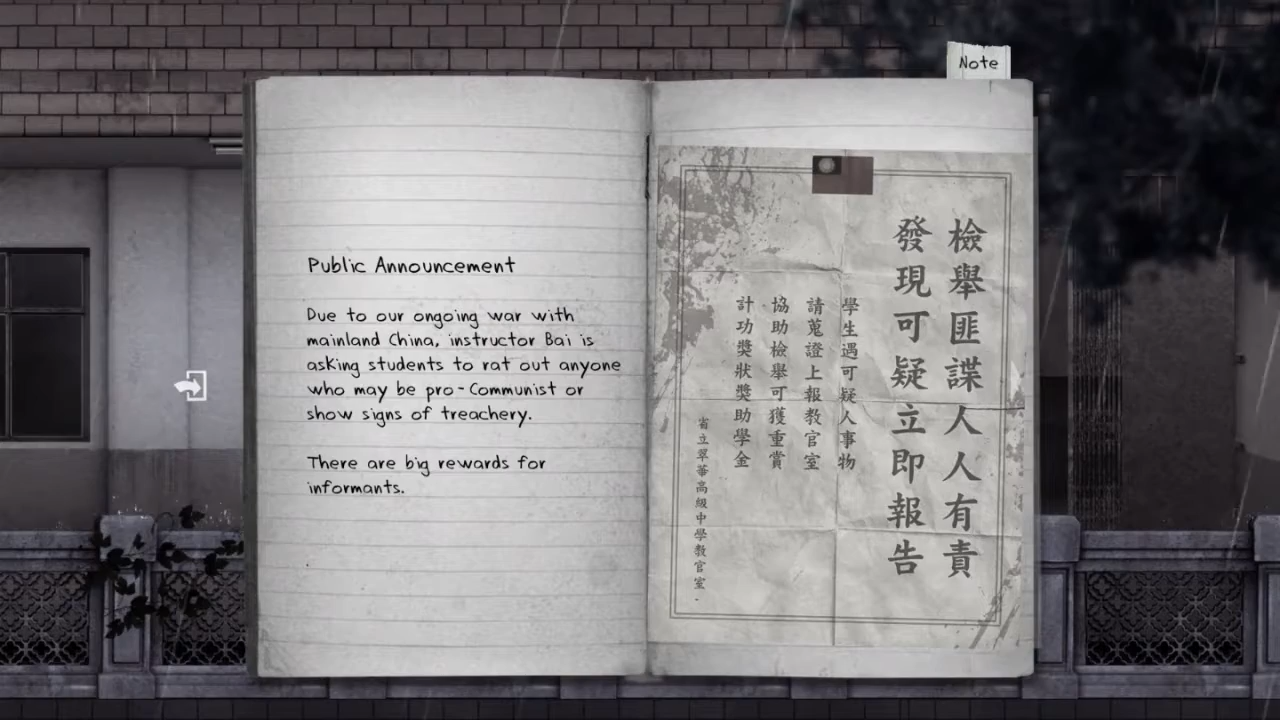 Note
Public Announcement
Due to our ongoing war with
mainland China, instructor Bai is
asking students to rat out anyone
who may be pro-Communist or
show signs of treachery.
There are big rewards for
informants.
檢舉匪諜人人有責
發現可疑立即報告
學生遇可疑人事物
請蒐證上報教官室
協助檢舉可獲重賞
計功獎狀獎助學金
省立翠華高級中學教官室